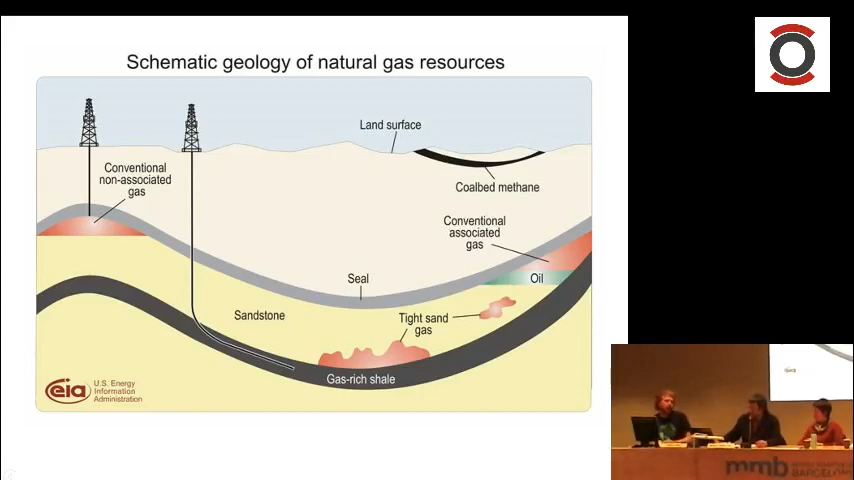 Schematic geology of natural gas resources
Land surface
Conventional
non-associated
gas
Coalbed methane
Conventional
associated
gas
Seal
Oil
Sandstone
Tight sand
gas
Gas-rich shale
eia
U.S. Energy
Information
Administration
mmb
BARCELONA